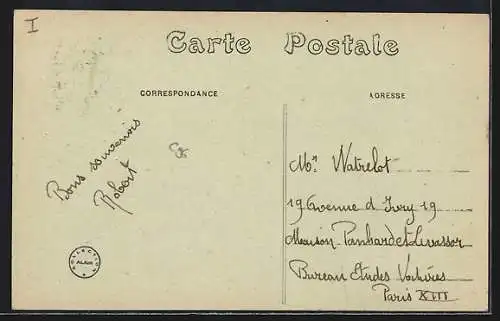 I
Carte Postale
CORRESPONDANCE
ADRESSE
Bons souvenirs
Robert
Mr Watrelot
19 Avenue d'Ivry 19
Maison Panhard et Levassor
Bureau Etudes Voitures
Paris XIII
COLLECTION